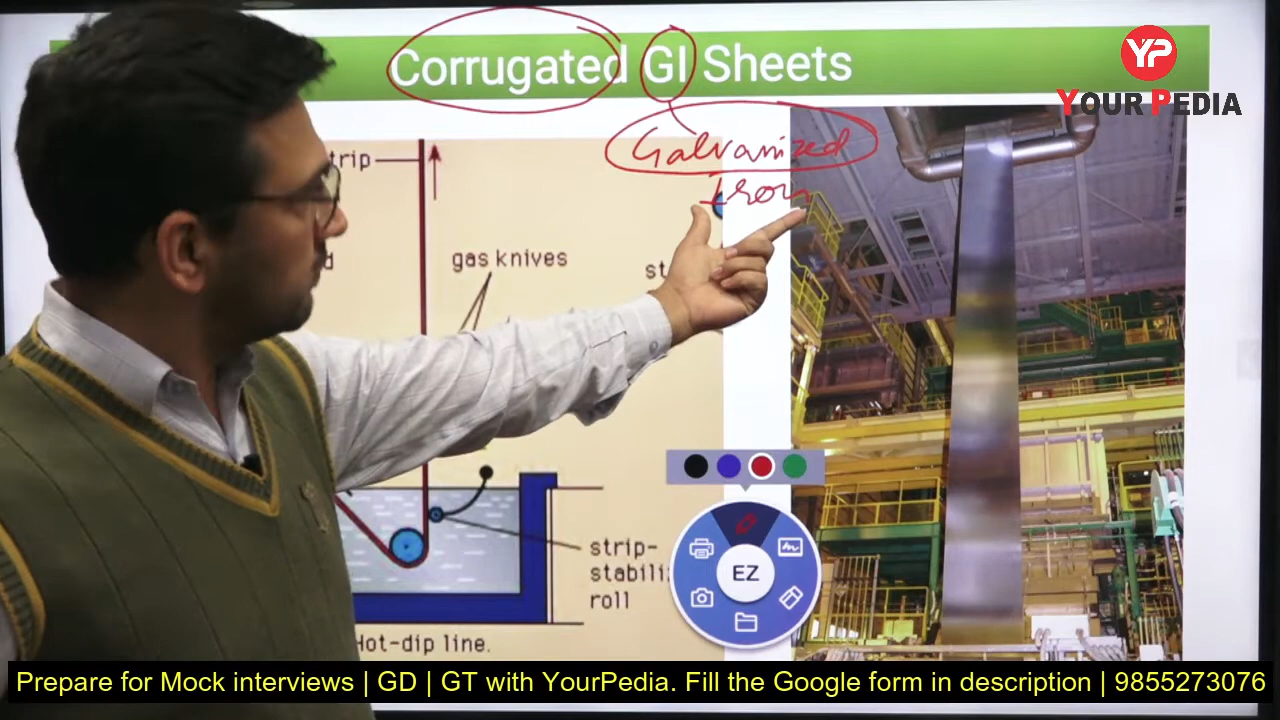 Corrugated GI Sheets
YP
YOUR PEDIA
Galvanized
Iron
trip
gas knives
st
strip-
stabili
roll
EZ
Hot-dip line.
Prepare for Mock interviews | GD | GT with YourPedia. Fill the Google form in description | 9855273076